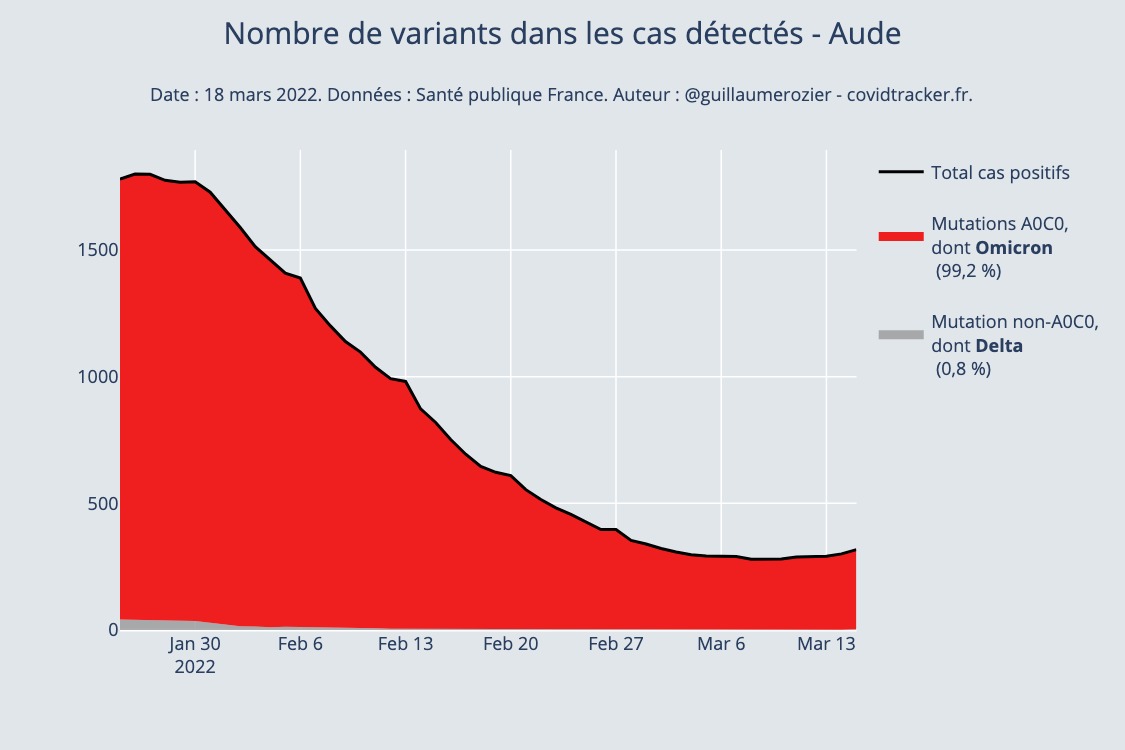 Nombre de variants dans les cas détectés - Aude
Date : 18 mars 2022. Données : Santé publique France. Auteur : @guillaumerozier - covidtracker.fr.
Total cas positifs
Mutations A0C0,
dont Omicron
(99,2 %)
Mutation non-A0C0,
dont Delta
(0,8 %)
1500
1000
500
0
Jan 30
2022
Feb 6
Feb 13
Feb 20
Feb 27
Mar 6
Mar 13